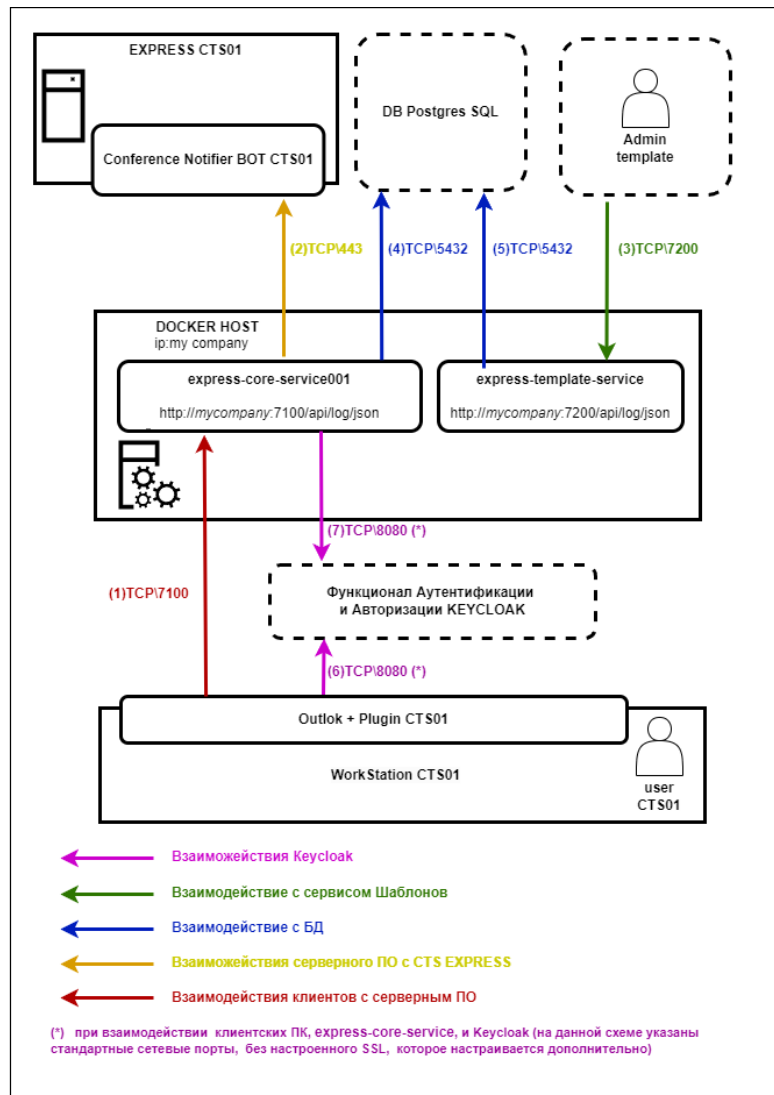 EXPRESS CTS01
Conference Notifier BOT CTS01
DB Postgres SQL
Admin
template
(2)TCP\443
(4)TCP\5432
(5)TCP\5432
(3)TCP\7200
DOCKER HOST
ip:my company
express-core-service001
http://mycompany:7100/api/log/json
express-template-service
http://mycompany:7200/api/log/json
(7)TCP\8080 (*)
(1)TCP\7100
Функционал Аутентификации
и Авторизации KEYCLOAK
(6)TCP\8080 (*)
Outlok + Plugin CTS01
WorkStation CTS01
user
CTS01
Взаиможействия Keycloak
Взаимодействие с сервисом Шаблонов
Взаимодействие с БД
Взаиможействия серверного ПО с CTS EXPRESS
Взаимодействия клиентов с серверным ПО
(*) при взаимодействии клиентских ПК, express-core-service, и Keycloak (на данной схеме указаны
стандартные сетевые порты, без настроенного SSL, которое настраивается дополнительно)